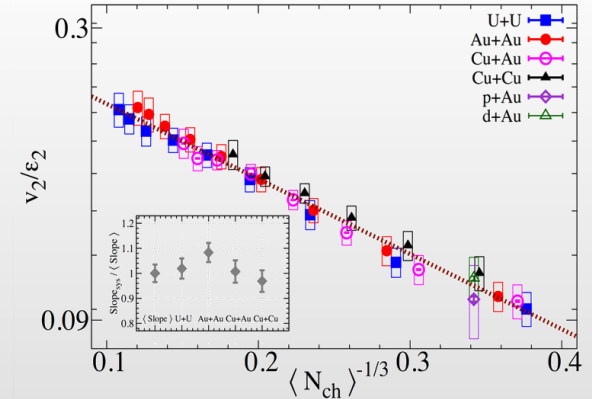 0.3
U+U
Au+Au
Cu+Au
Cu+Cu
p+Au
d+Au
v₂/ε₂
1.2
1.1
1
0.9
0.8
Slope_sys / ⟨ Slope ⟩
⟨ Slope ⟩ U+U Au+Au Cu+Au Cu+Cu
0.09
0.1 0.2 0.3 0.4
⟨ N_ch ⟩^-1/3